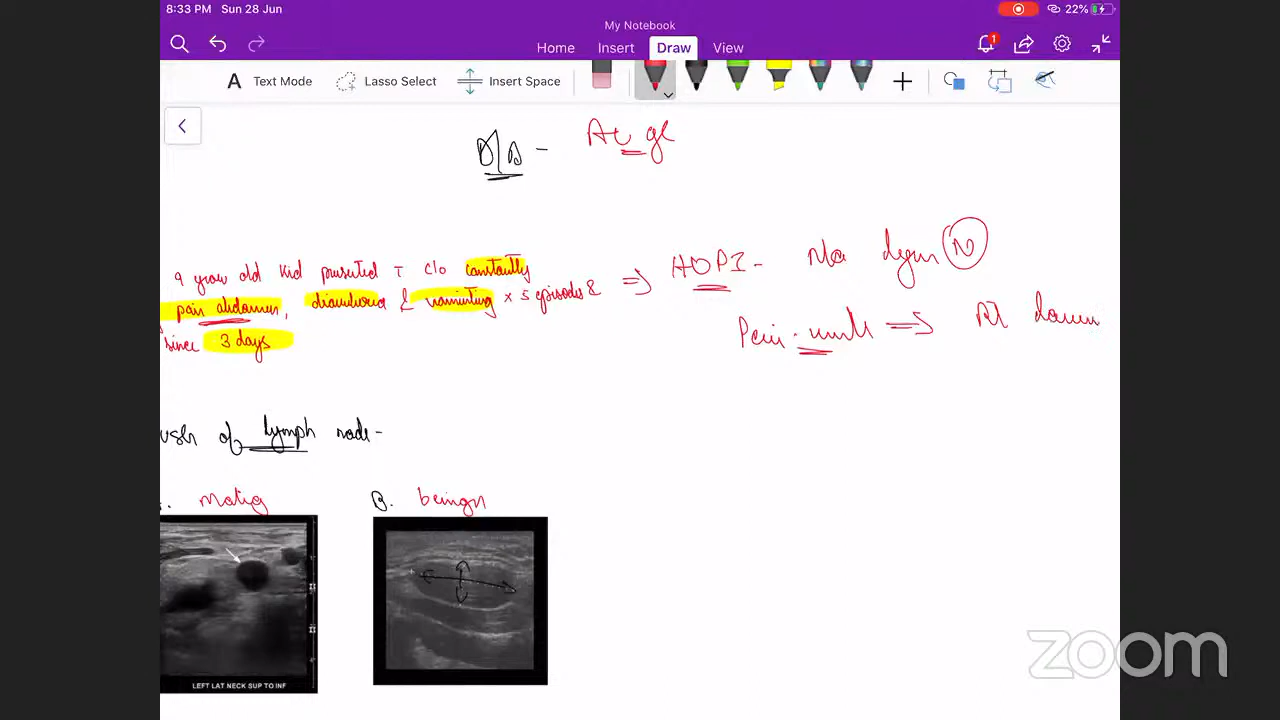 8:33 PM Sun 28 Jun
22%
My Notebook
Home Insert Draw View
1
A Text Mode Lasso Select Insert Space
D/D -
9 year old kid presented c c/o constantly
pain abdomen, diarrhoea & vomiting x 5 episodes &
since 3 days
=> HOPI - N
Pain =>
of lymph node -
malig
B. beingn
LEFT LAT NECK SUP TO INF
zoom